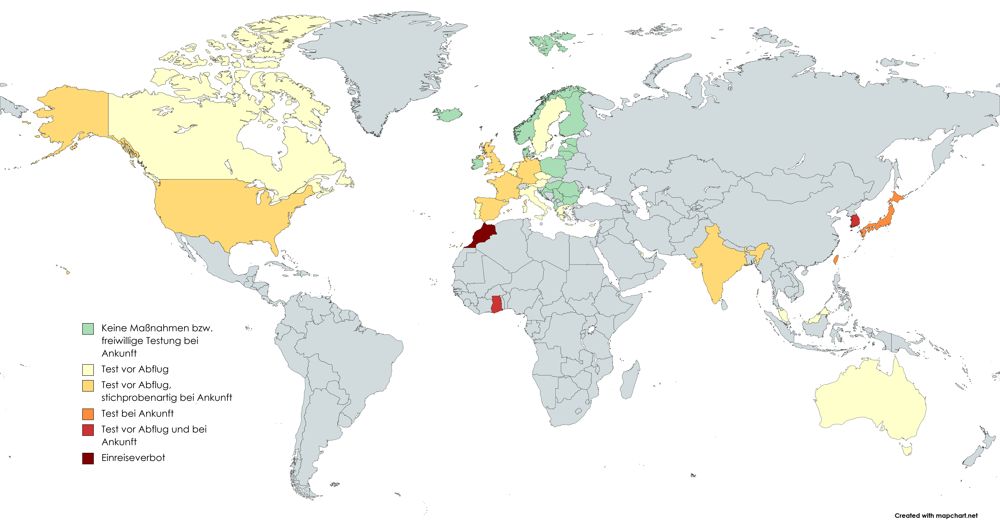 Keine Maßnahmen bzw.
freiwillige Testung bei
Ankunft
Test vor Abflug
Test vor Abflug,
stichprobenartig bei Ankunft
Test bei Ankunft
Test vor Abflug und bei
Ankunft
Einreiseverbot
Created with mapchart.net